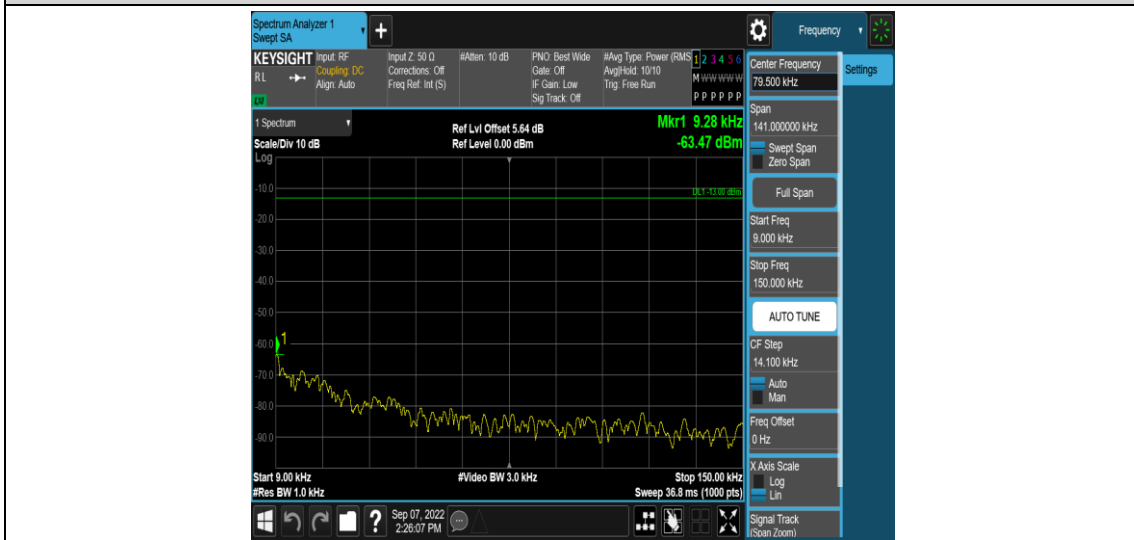 Spectrum Analyzer 1
Swept SA
+
Frequency
KEYSIGHT
RL
LXI
Input: RF
Coupling: DC
Align: Auto
Input Z: 50 Ω
Corrections: Off
Freq Ref: Int (S)
#Atten: 10 dB
PNO: Best Wide
Gate: Off
IF Gain: Low
Sig Track: Off
#Avg Type: Power (RMS
Avg|Hold: 10/10
Trig: Free Run
1 2 3 4 5 6
M W W W W W
P P P P P P
1 Spectrum
Scale/Div 10 dB
Ref Lvl Offset 5.64 dB
Ref Level 0.00 dBm
Mkr1 9.28 kHz
-63.47 dBm
Log
DL1 -13.00 dBm
-10.0
-20.0
-30.0
-40.0
-50.0
-60.0
-70.0
-80.0
-90.0
1
Start 9.00 kHz
#Res BW 1.0 kHz
#Video BW 3.0 kHz
Stop 150.00 kHz
Sweep 36.8 ms (1000 pts)
Center Frequency
79.500 kHz
Settings
Span
141.000000 kHz
Swept Span
Zero Span
Full Span
Start Freq
9.000 kHz
Stop Freq
150.000 kHz
AUTO TUNE
CF Step
14.100 kHz
Auto
Man
Freq Offset
0 Hz
X Axis Scale
Log
Lin
Signal Track
(Span Zoom)
?
Sep 07, 2022
2:26:07 PM